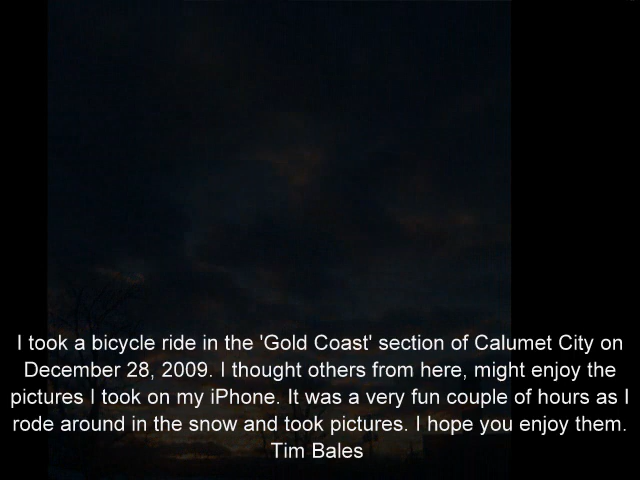 I took a bicycle ride in the 'Gold Coast' section of Calumet City on
December 28, 2009. I thought others from here, might enjoy the
pictures I took on my iPhone. It was a very fun couple of hours as I
rode around in the snow and took pictures. I hope you enjoy them.
Tim Bales